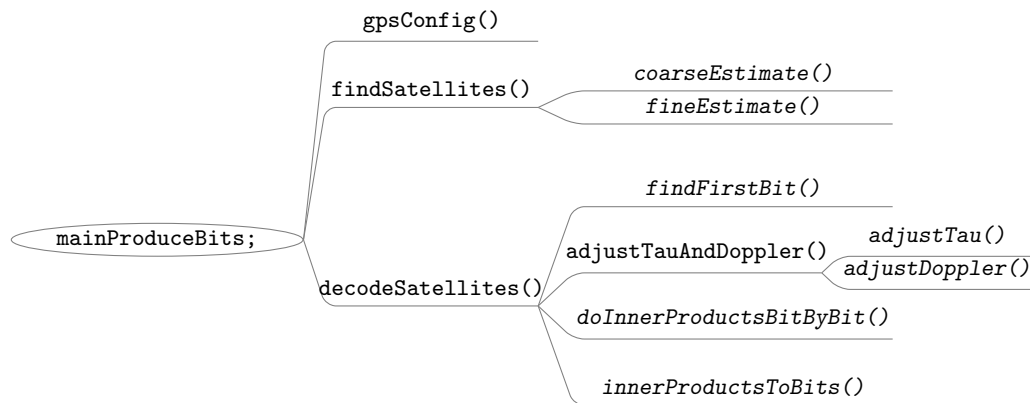 gpsConfig()
findSatellites()
coarseEstimate()
fineEstimate()
mainProduceBits;
decodeSatellites()
findFirstBit()
adjustTauAndDoppler()
adjustTau()
adjustDoppler()
doInnerProductsBitByBit()
innerProductsToBits()